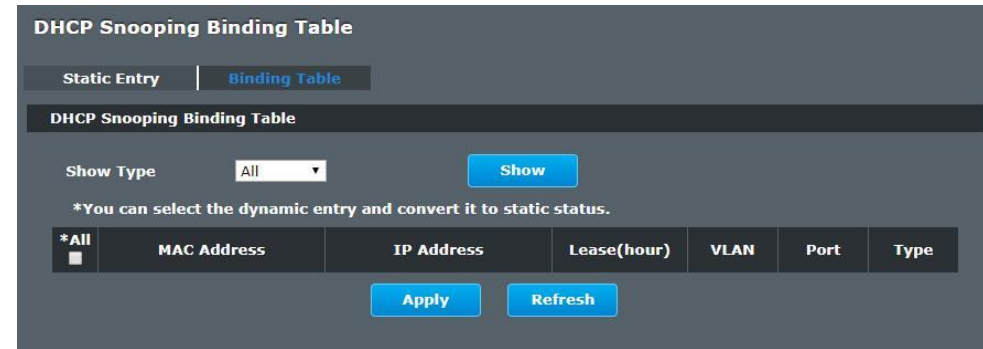 DHCP Snooping Binding Table
Static Entry Binding Table
DHCP Snooping Binding Table
Show Type All Show
*You can select the dynamic entry and convert it to static status.
*All MAC Address IP Address Lease(hour) VLAN Port Type
Apply Refresh